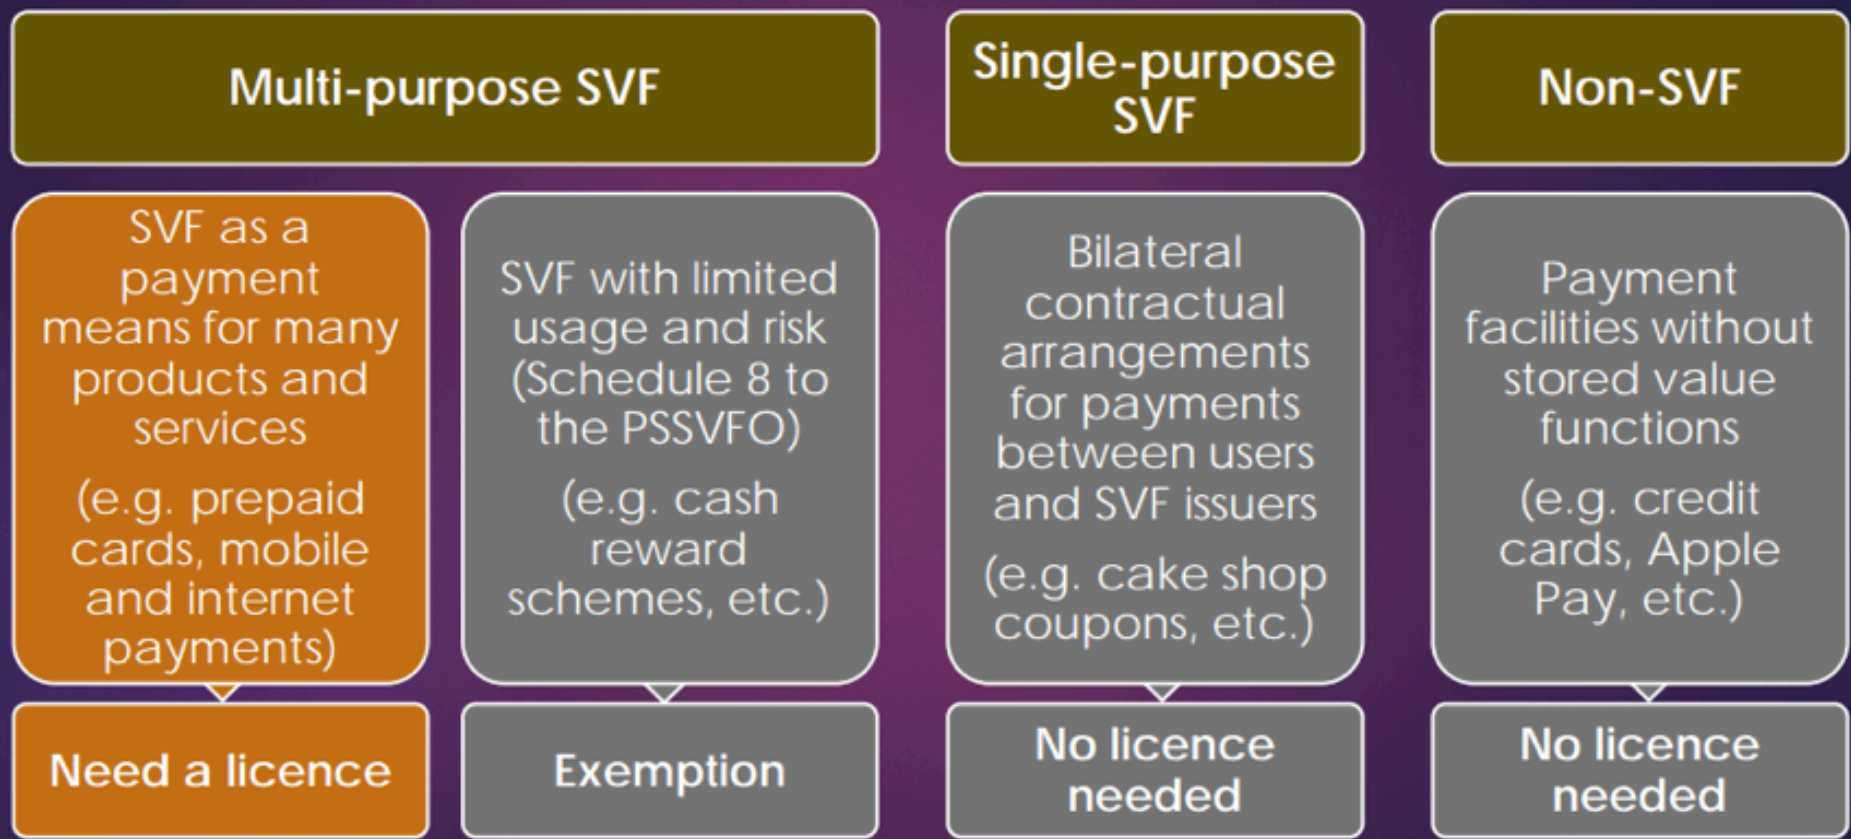 Multi-purpose SVF
Single-purpose
SVF
Non-SVF
SVF as a
payment
means for many
products and
services
(e.g. prepaid
cards, mobile
and internet
payments)
Need a licence
SVF with limited
usage and risk
(Schedule 8 to
the PSSVFO)
(e.g. cash
reward
schemes, etc.)
Exemption
Bilateral
contractual
arrangements
for payments
between users
and SVF issuers
(e.g. cake shop
coupons, etc.)
No licence
needed
Payment
facilities without
stored value
functions
(e.g. credit
cards, Apple
Pay, etc.)
No licence
needed